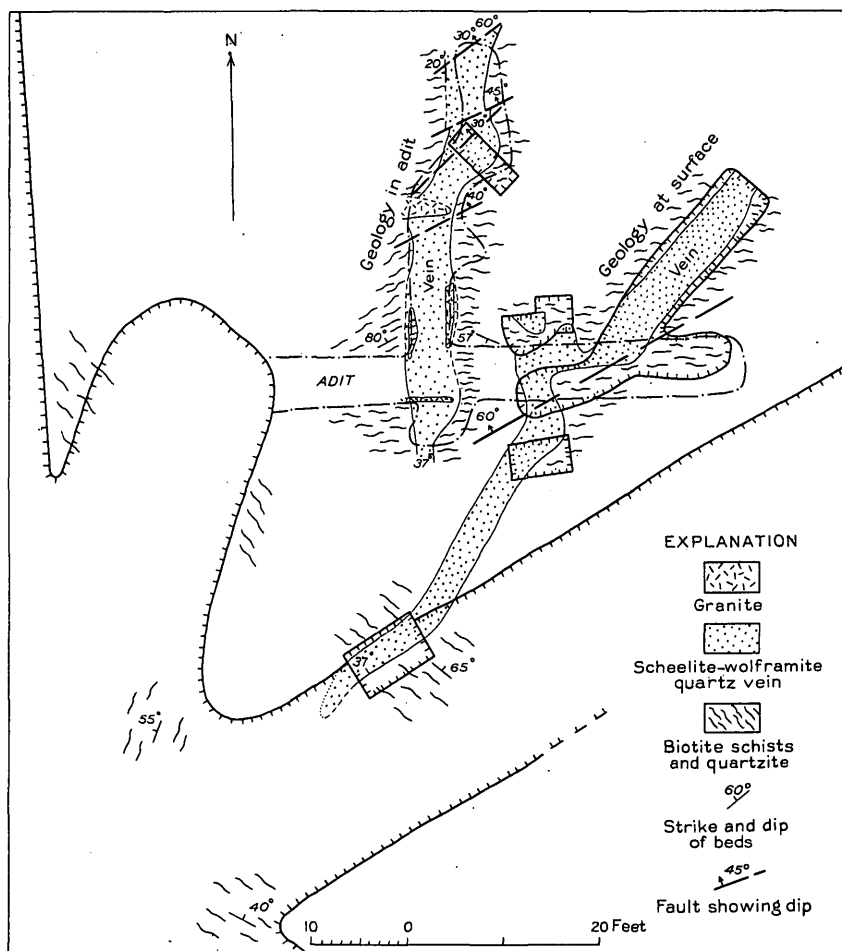 N
60°
30°
20°
45°
30°
Geology in adit
40°
Geology at surface
Vein
Vein
80°
57°
ADIT
60°
37°
37°
65°
55°
40°
EXPLANATION
Granite
Scheelite-wolframite
quartz vein
Biotite schists
and quartzite
60°
Strike and dip
of beds
45°
Fault showing dip
10 0 20 Feet